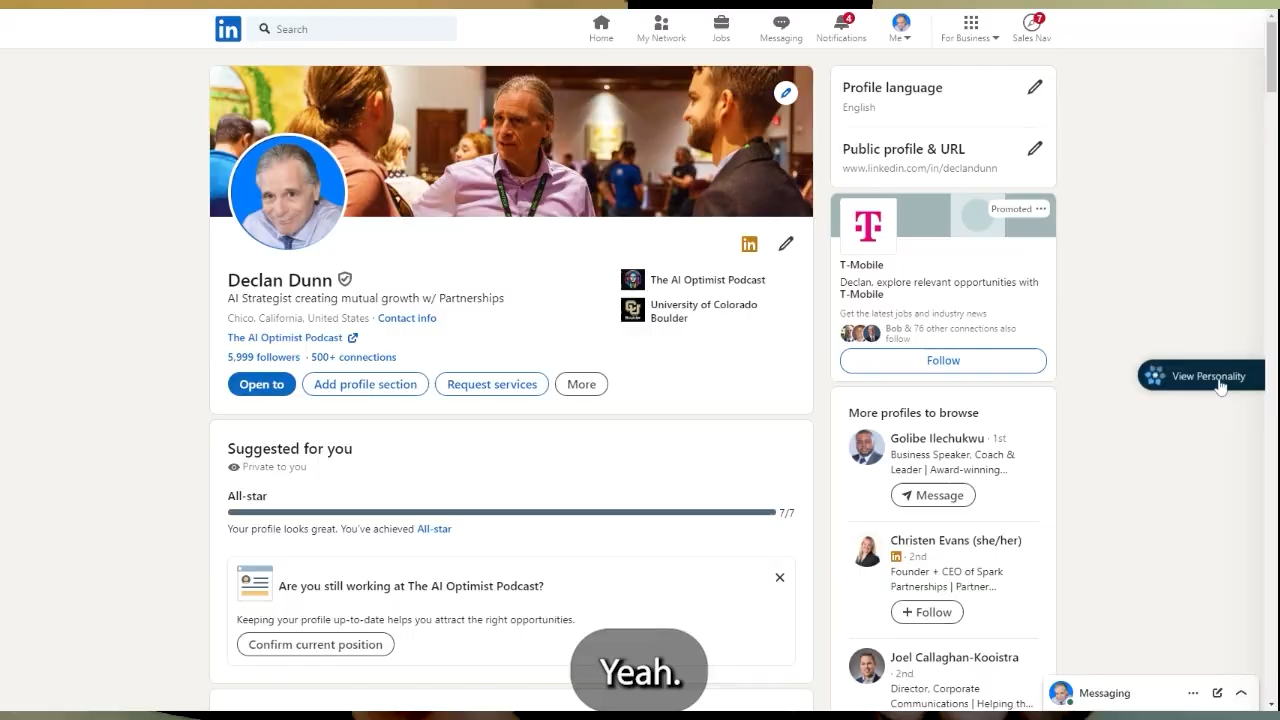 in
Search
Home
My Network
Jobs
Messaging
4
Notifications
Me
For Business
7
Sales Nav
in
Declan Dunn
AI Strategist creating mutual growth w/ Partnerships
Chico, California, United States · Contact info
The AI Optimist Podcast
5,999 followers · 500+ connections
Open to
Add profile section
Request services
More
The AI Optimist Podcast
University of Colorado
Boulder
Suggested for you
Private to you
All-star
7/7
Your profile looks great. You've achieved All-star
Are you still working at The AI Optimist Podcast?
Keeping your profile up-to-date helps you attract the right opportunities.
Confirm current position
Yeah.
Profile language
English
Public profile & URL
www.linkedin.com/in/declandunn
Promoted
T
T-Mobile
Declan, explore relevant opportunities with
T-Mobile
Get the latest jobs and industry news
Bob & 76 other connections also
follow
Follow
View Personality
More profiles to browse
Golibe Ilechukwu · 1st
Business Speaker, Coach &
Leader | Award-winning...
Message
Christen Evans (she/her)
in · 2nd
Founder + CEO of Spark
Partnerships | Partner...
+ Follow
Joel Callaghan-Kooistra
· 2nd
Director, Corporate
Communications | Helping th...
Messaging